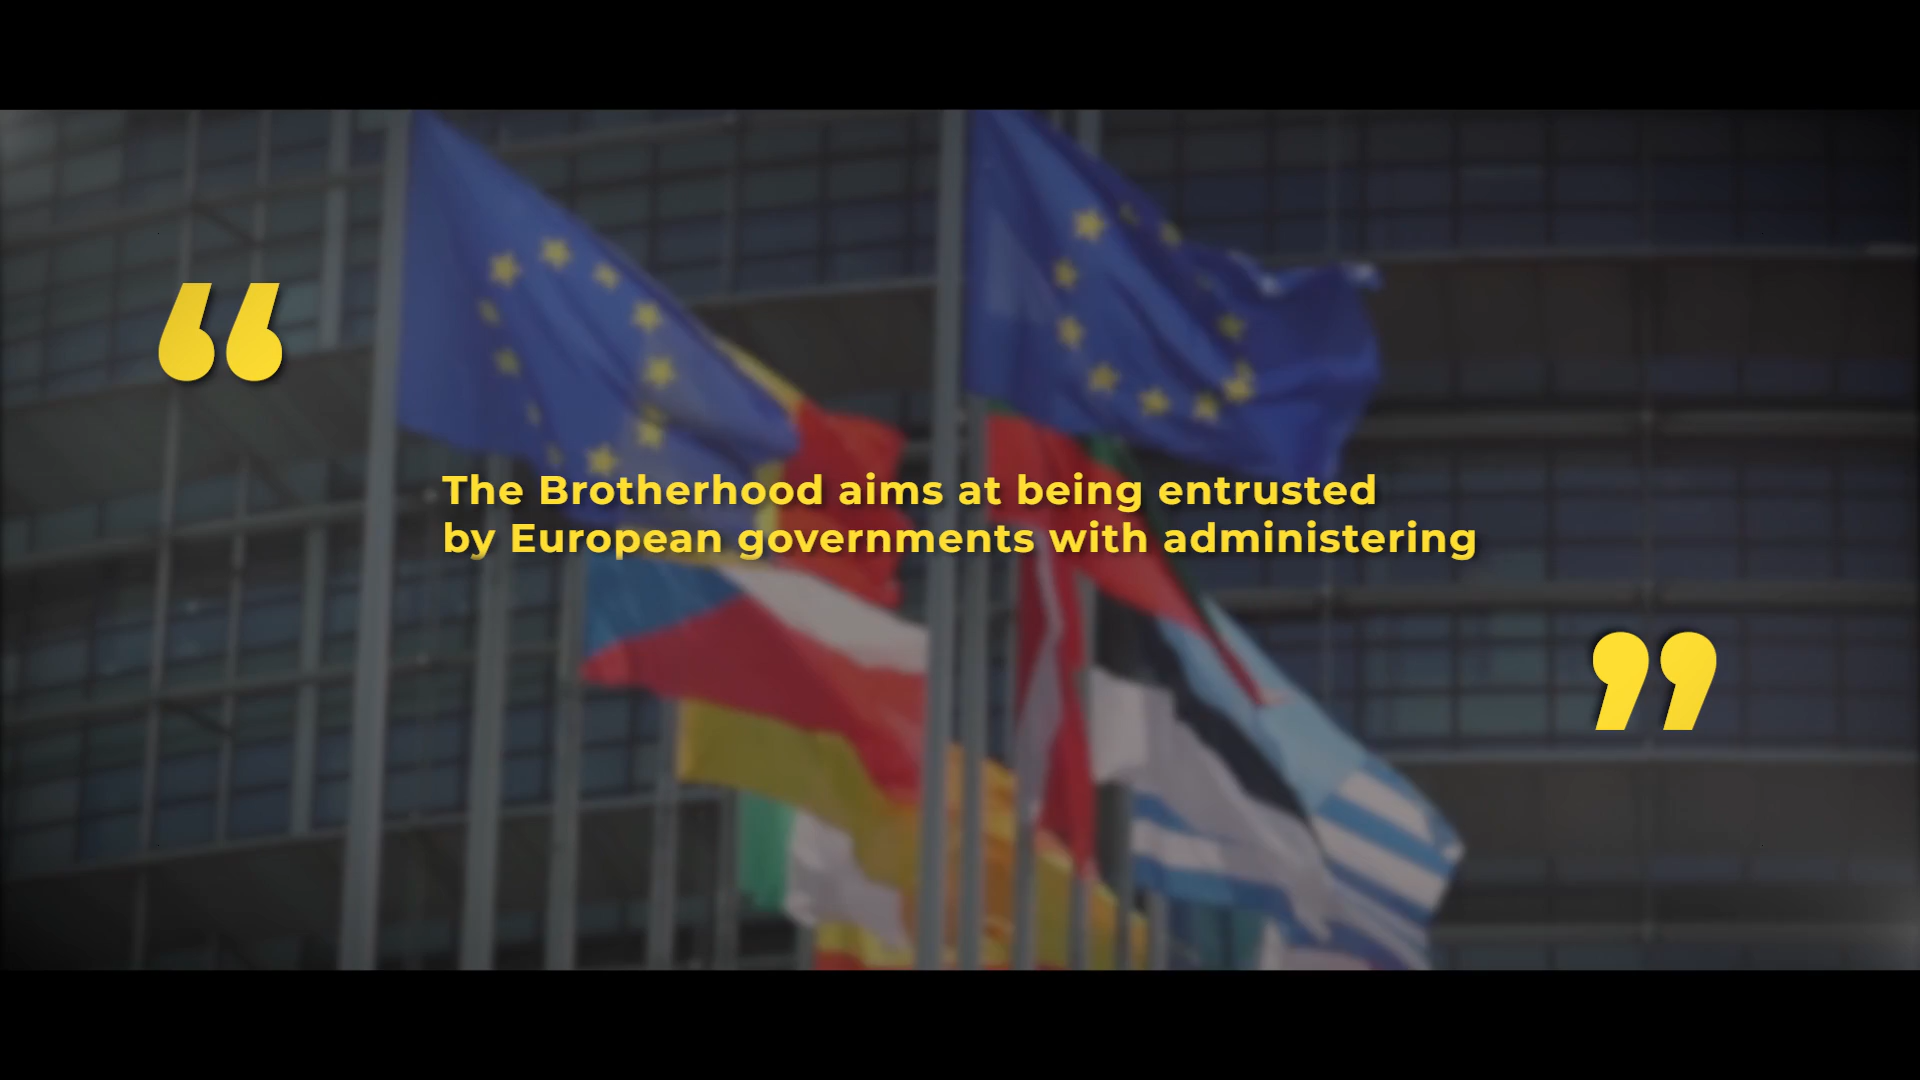 “
The Brotherhood aims at being entrusted
by European governments with administering
”